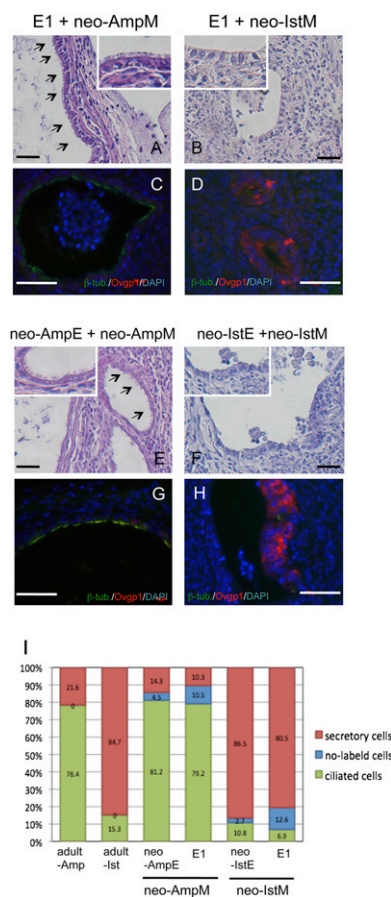 E1 + neo-AmpM
E1 + neo-IstM
A
B
C
β-tub./Ovgp1/DAPI
D
β-tub./Ovgp1/DAPI
neo-AmpE + neo-AmpM
neo-IstE +neo-IstM
E
F
G
β-tub./Ovgp1/DAPI
H
β-tub./Ovgp1/DAPI
I
100%
90%
80%
70%
60%
50%
40%
30%
20%
10%
0%
21.6
0
78.4
84.7
0
15.3
14.3
4.5
81.2
10.3
10.5
79.2
86.5
2.7
10.8
80.5
12.6
6.9
secretory cells
no-labeld cells
ciliated cells
adult -Amp
adult -Ist
neo -AmpE
E1
neo -IstE
E1
neo-AmpM
neo-IstM